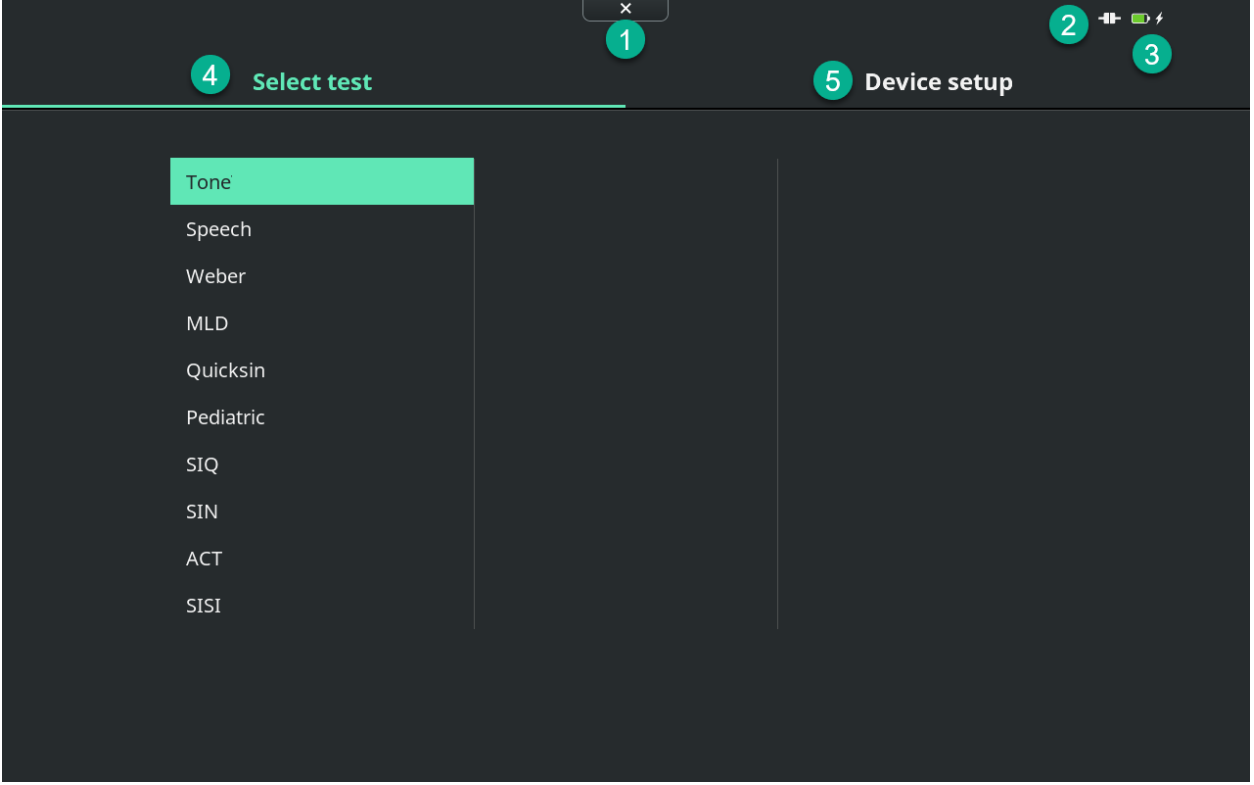 ×
1
2
3
4 Select test
5 Device setup
Tone
Speech
Weber
MLD
Quicksin
Pediatric
SIQ
SIN
ACT
SISI